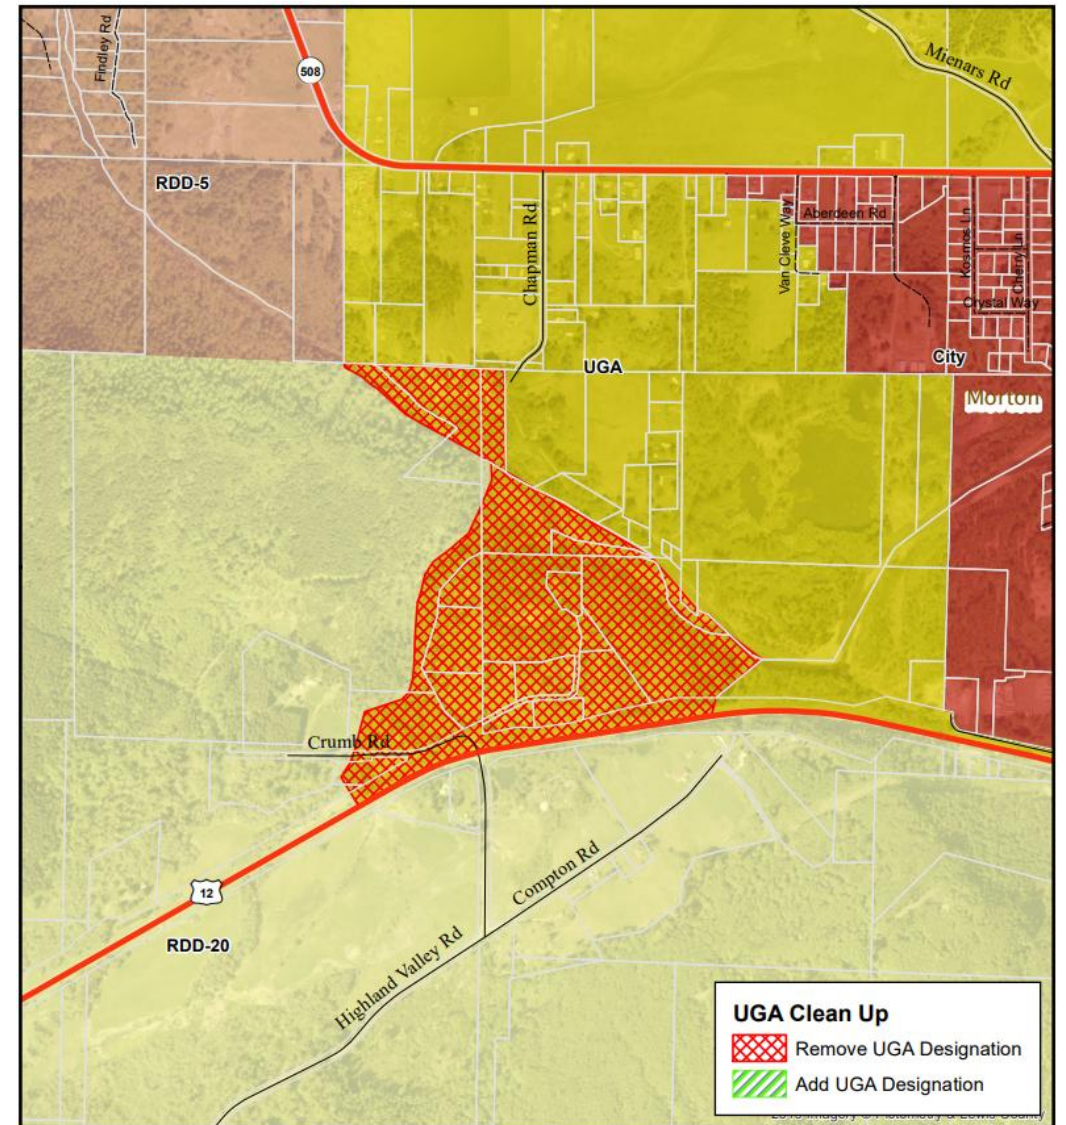 Findley Rd
508
Mienars Rd
RDD-5
Chapman Rd
Van Cleve Way
Aberdeen Rd
Kosmos Ln
Cherry Ln
Crystal Way
UGA
City
Morton
Crumb Rd
12
Compton Rd
RDD-20
Highland Valley Rd
UGA Clean Up
Remove UGA Designation
Add UGA Designation